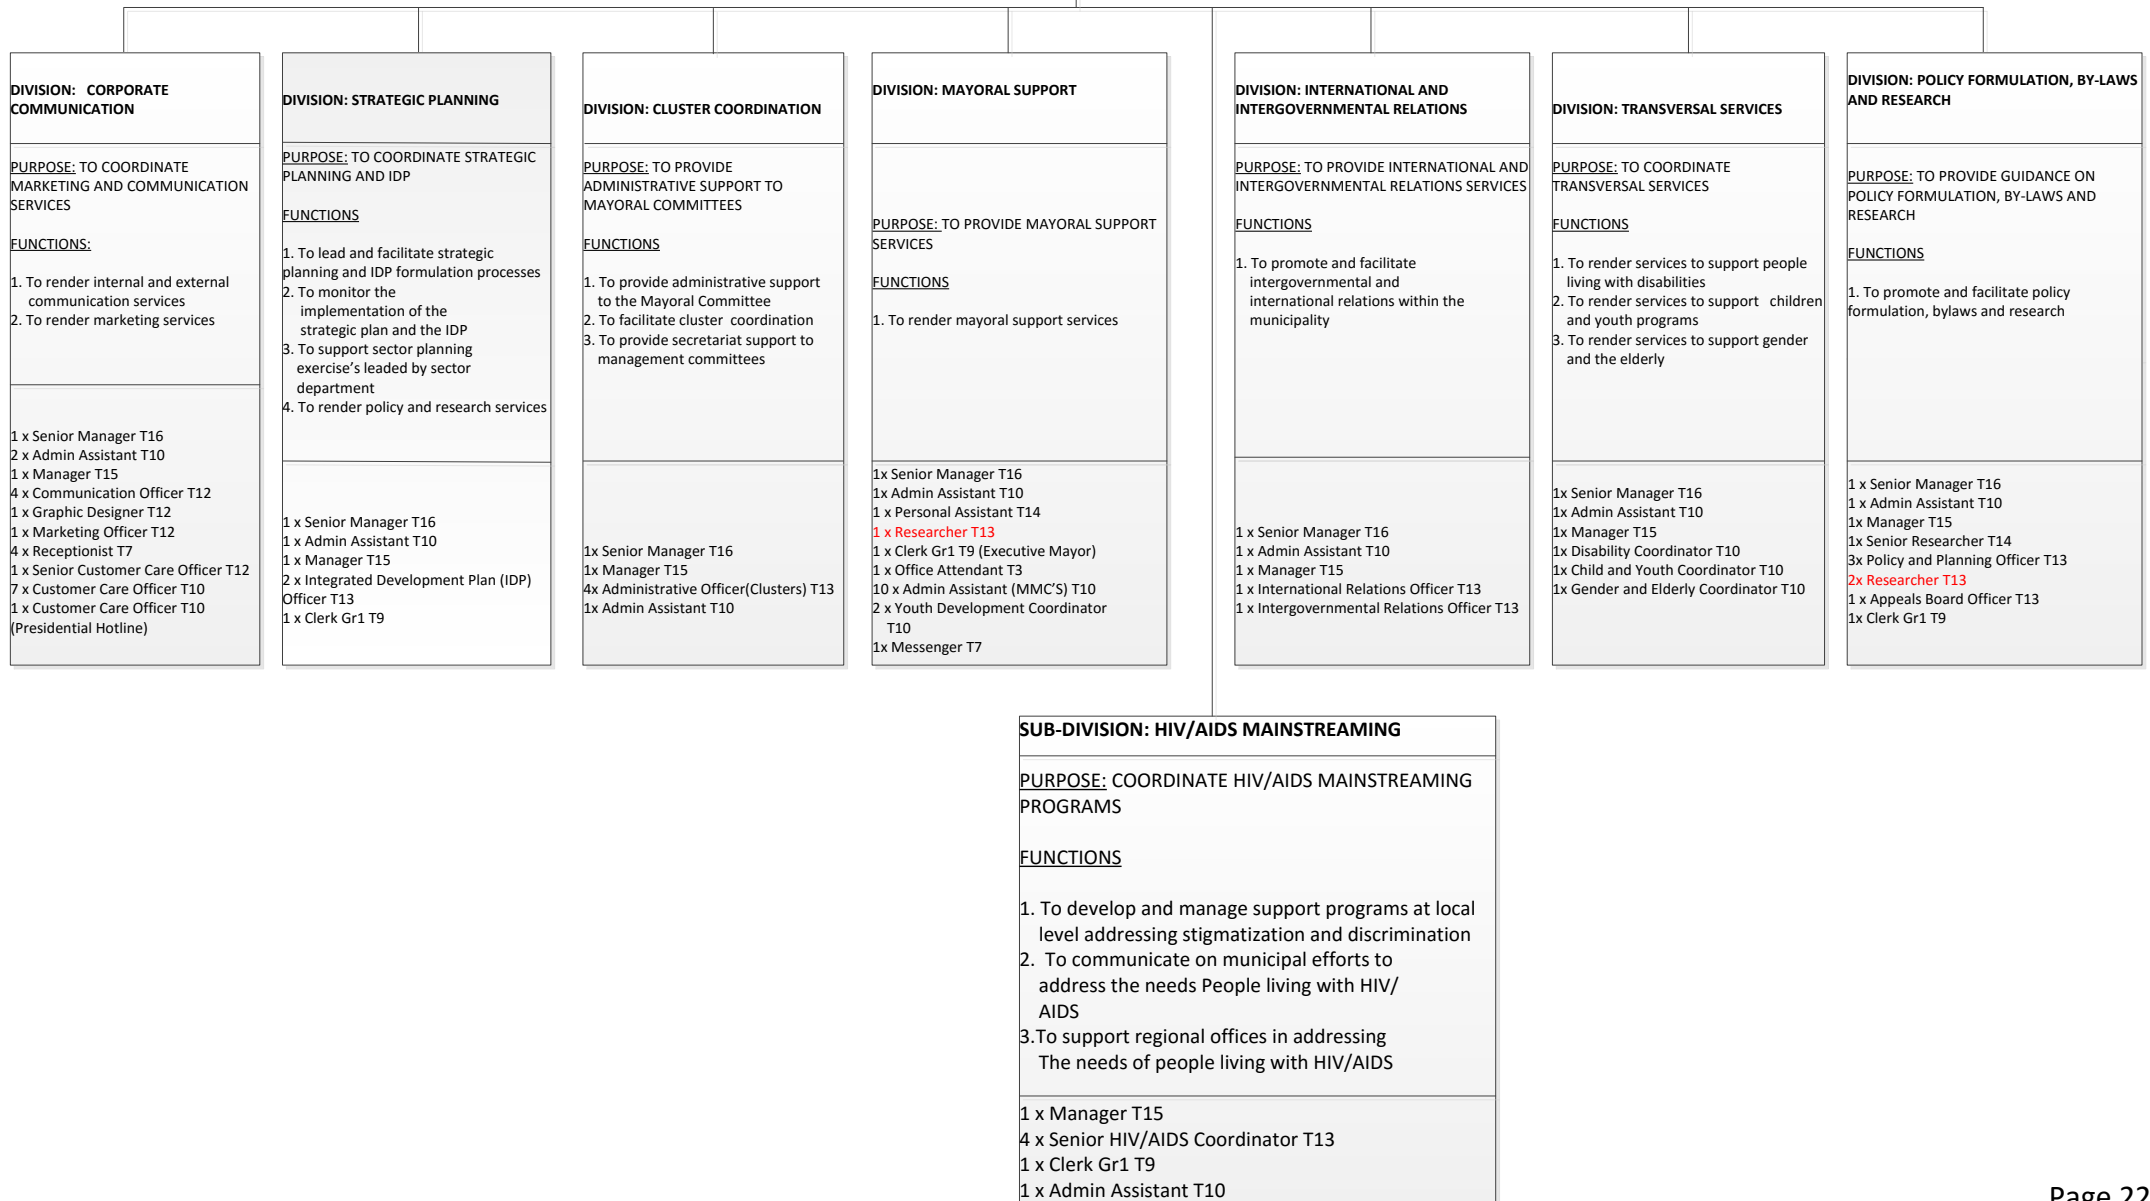 DIVISION: CORPORATE
COMMUNICATION
PURPOSE: TO COORDINATE
MARKETING AND COMMUNICATION
SERVICES
FUNCTIONS:
1. To render internal and external
communication services
2. To render marketing services
1 x Senior Manager T16
2 x Admin Assistant T10
1 x Manager T15
4 x Communication Officer T12
1 x Graphic Designer T12
1 x Marketing Officer T12
4 x Receptionist T7
1 x Senior Customer Care Officer T12
7 x Customer Care Officer T10
1 x Customer Care Officer T10
(Presidential Hotline)
DIVISION: STRATEGIC PLANNING
PURPOSE: TO COORDINATE STRATEGIC
PLANNING AND IDP
FUNCTIONS
1. To lead and facilitate strategic
planning and IDP formulation processes
2. To monitor the
implementation of the
strategic plan and the IDP
3. To support sector planning
exercise's leaded by sector
department
4. To render policy and research services
1 x Senior Manager T16
1 x Admin Assistant T10
1 x Manager T15
2 x Integrated Development Plan (IDP)
Officer T13
1 x Clerk Gr1 T9
DIVISION: CLUSTER COORDINATION
PURPOSE: TO PROVIDE
ADMINISTRATIVE SUPPORT TO
MAYORAL COMMITTEES
FUNCTIONS
1. To provide administrative support
to the Mayoral Committee
2. To facilitate cluster coordination
3. To provide secretariat support to
management committees
1x Senior Manager T16
1x Manager T15
4x Administrative Officer(Clusters) T13
1x Admin Assistant T10
DIVISION: MAYORAL SUPPORT
PURPOSE: TO PROVIDE MAYORAL SUPPORT
SERVICES
FUNCTIONS
1. To render mayoral support services
1x Senior Manager T16
1x Admin Assistant T10
1 x Personal Assistant T14
1 x Researcher T13
1 x Clerk Gr1 T9 (Executive Mayor)
1 x Office Attendant T3
10 x Admin Assistant (MMC'S) T10
2 x Youth Development Coordinator
T10
1x Messenger T7
DIVISION: INTERNATIONAL AND
INTERGOVERNMENTAL RELATIONS
PURPOSE: TO PROVIDE INTERNATIONAL AND
INTERGOVERNMENTAL RELATIONS SERVICES
FUNCTIONS
1. To promote and facilitate
intergovernmental and
international relations within the
municipality
1 x Senior Manager T16
1 x Admin Assistant T10
1 x Manager T15
1 x International Relations Officer T13
1 x Intergovernmental Relations Officer T13
DIVISION: TRANSVERSAL SERVICES
PURPOSE: TO COORDINATE
TRANSVERSAL SERVICES
FUNCTIONS
1. To render services to support people
living with disabilities
2. To render services to support children
and youth programs
3. To render services to support gender
and the elderly
1x Senior Manager T16
1x Admin Assistant T10
1x Manager T15
1x Disability Coordinator T10
1x Child and Youth Coordinator T10
1x Gender and Elderly Coordinator T10
DIVISION: POLICY FORMULATION, BY-LAWS
AND RESEARCH
PURPOSE: TO PROVIDE GUIDANCE ON
POLICY FORMULATION, BY-LAWS AND
RESEARCH
FUNCTIONS
1. To promote and facilitate policy
formulation, bylaws and research
1 x Senior Manager T16
1 x Admin Assistant T10
1x Manager T15
1x Senior Researcher T14
3x Policy and Planning Officer T13
2x Researcher T13
1 x Appeals Board Officer T13
1x Clerk Gr1 T9
SUB-DIVISION: HIV/AIDS MAINSTREAMING
PURPOSE: COORDINATE HIV/AIDS MAINSTREAMING
PROGRAMS
FUNCTIONS
1. To develop and manage support programs at local
level addressing stigmatization and discrimination
2. To communicate on municipal efforts to
address the needs People living with HIV/
AIDS
3.To support regional offices in addressing
The needs of people living with HIV/AIDS
1 x Manager T15
4 x Senior HIV/AIDS Coordinator T13
1 x Clerk Gr1 T9
1 x Admin Assistant T10
Page 22